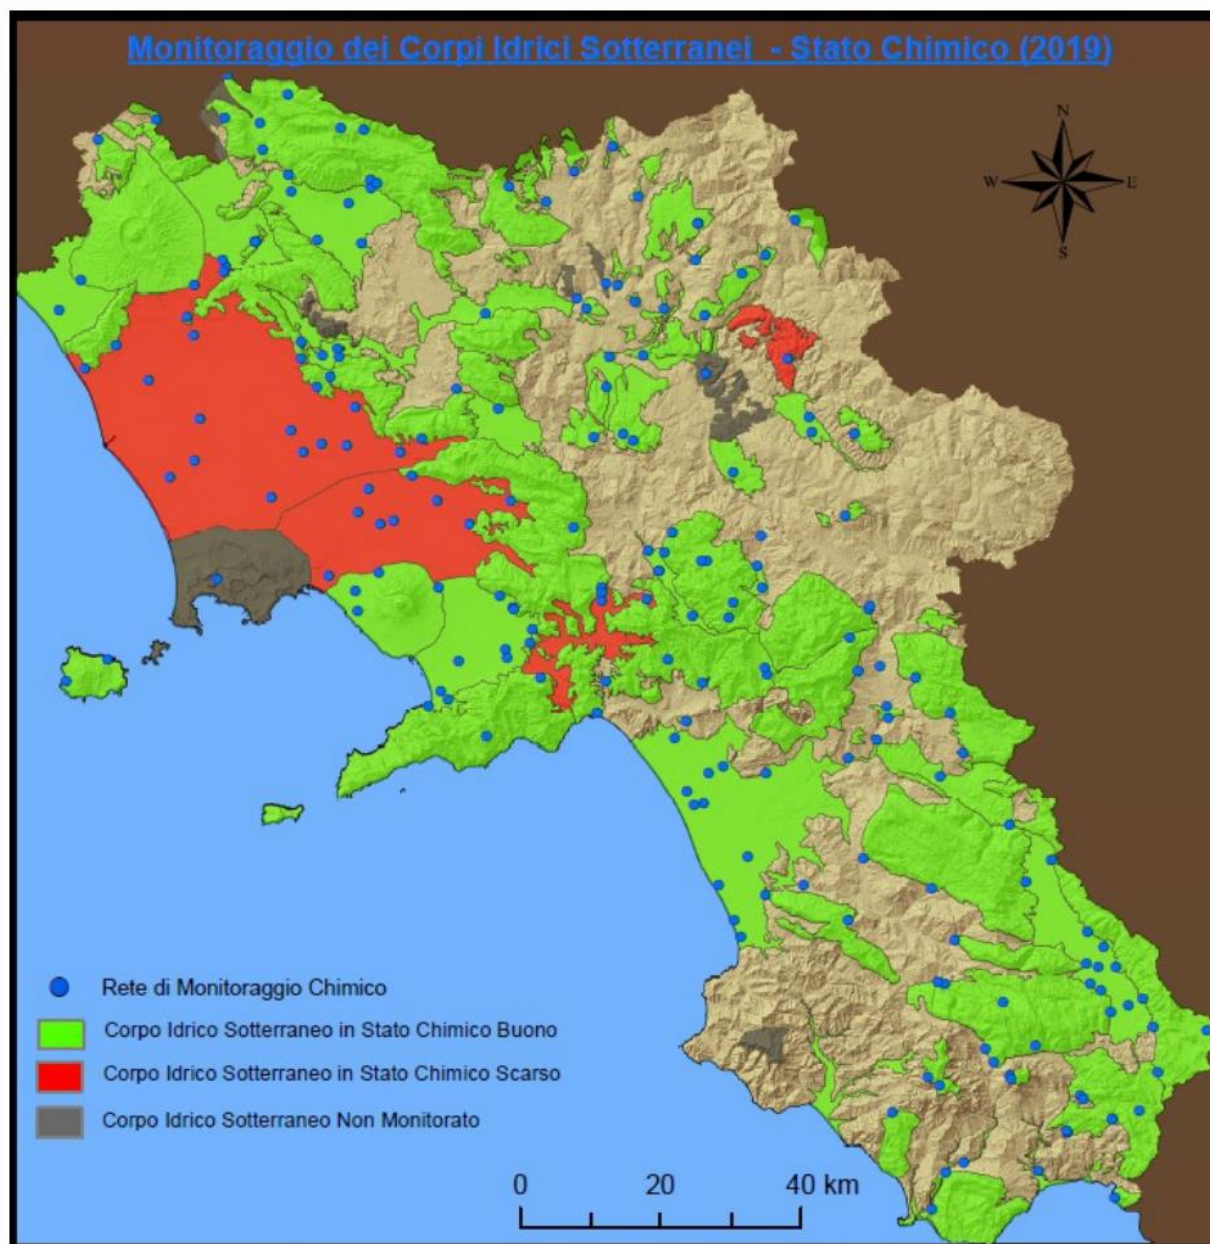 Monitoraggio dei Corpi Idrici Sotterranei - Stato Chimico (2019)
N
W E
S
Rete di Monitoraggio Chimico
Corpo Idrico Sotterraneo in Stato Chimico Buono
Corpo Idrico Sotterraneo in Stato Chimico Scarso
Corpo Idrico Sotterraneo Non Monitorato
0 20 40 km